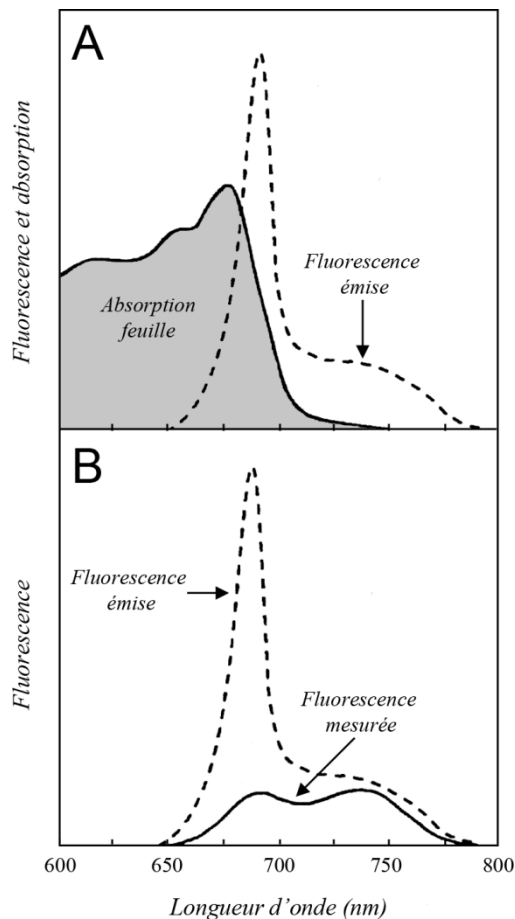 A
Fluorescence et absorption
Fluorescence
émise
Absorption
feuille
B
Fluorescence
Fluorescence
émise
Fluorescence
mesurée
600
650
700
750
800
Longueur d'onde (nm)